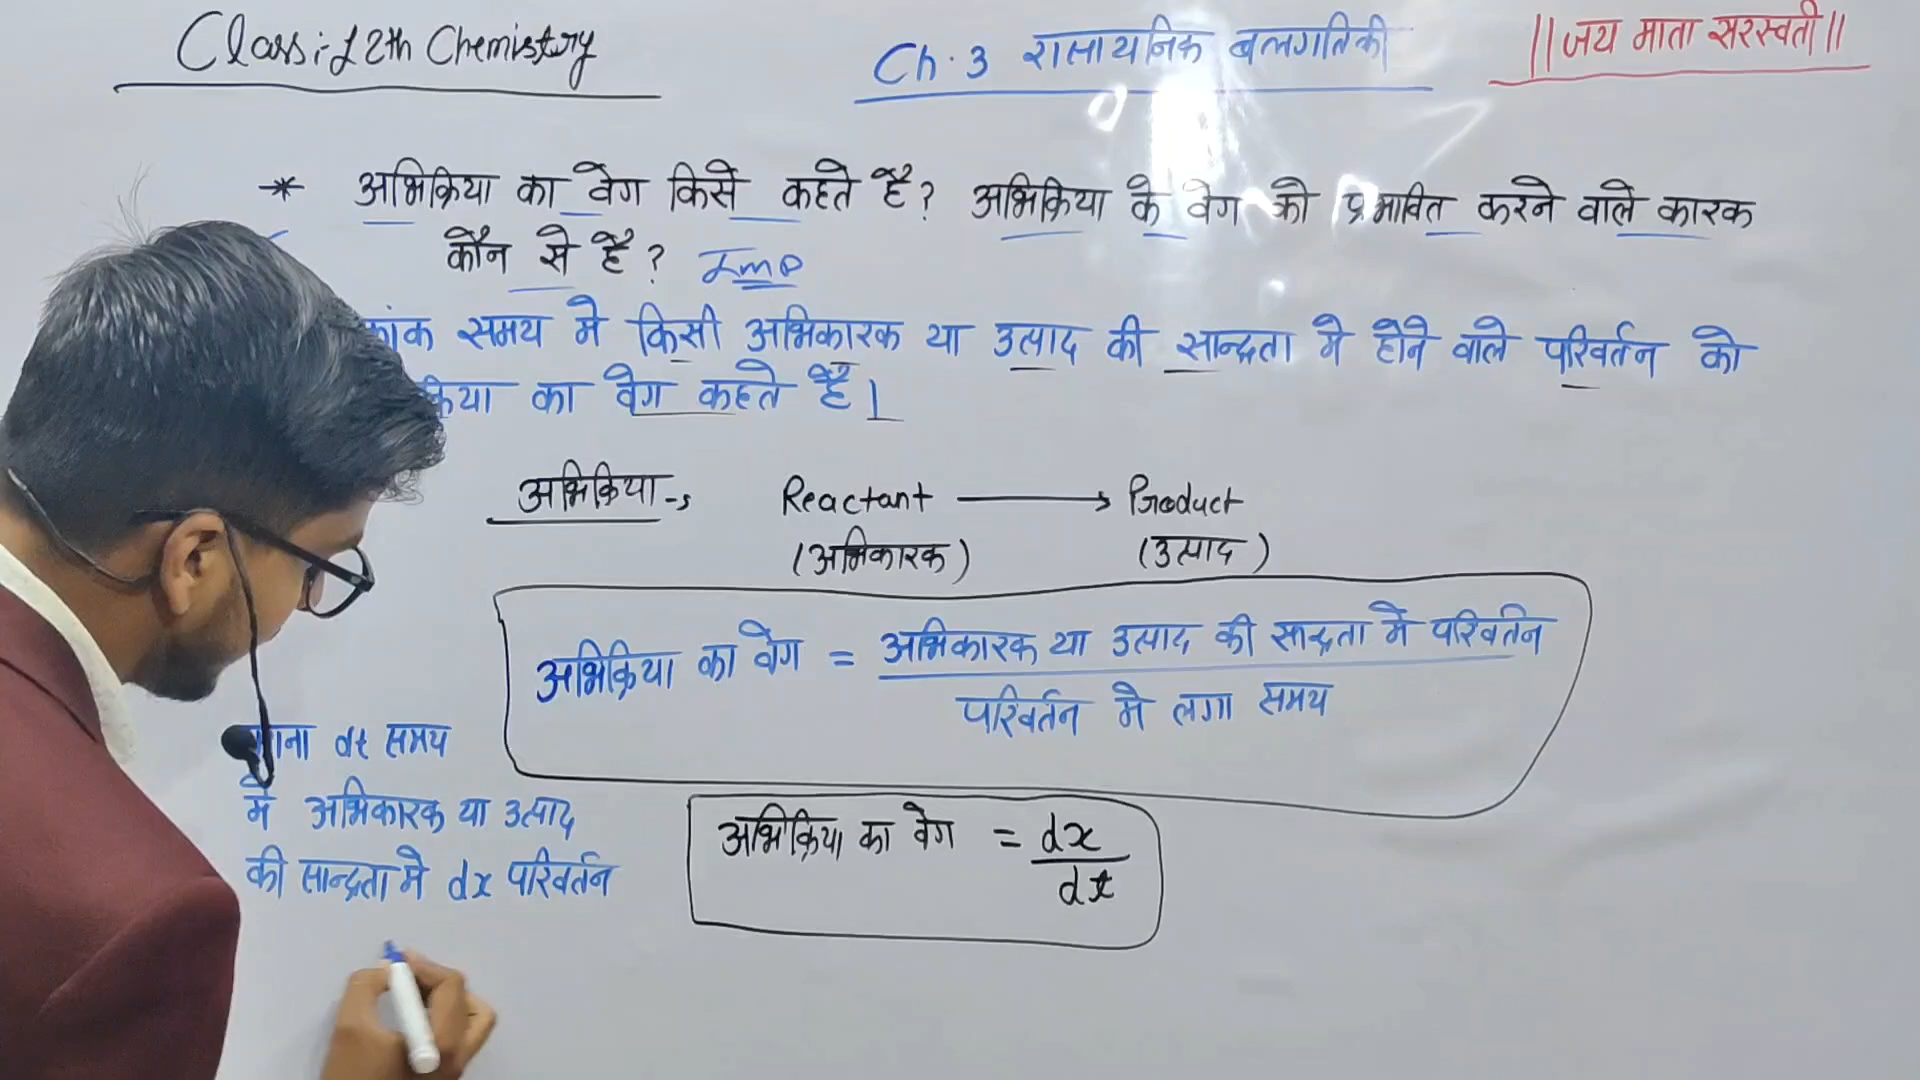 Class:-12th Chemistry
Ch.3 रासायनिक बलगतिकी
||जय माता सरस्वती||
* अभिक्रिया का वेग किसे कहते है? अभिक्रिया के वेग को प्रभावित करने वाले कारक
कौन से है? Imp
समय मे किसी अभिकारक या उत्पाद की सान्द्रता मे होने वाले परिवर्तन को
का वेग कहते है।
अभिक्रिया→ Reactant → Product
(अभिकारक) (उत्पाद)
अभिक्रिया का वेग = अभिकारक या उत्पाद की सान्द्रता मे परिवर्तन
परिवर्तन मे लगा समय
dt समय
मे अभिकारक या उत्पाद
की सान्द्रता मे dx परिवर्तन
अभिक्रिया का वेग = dx
dt